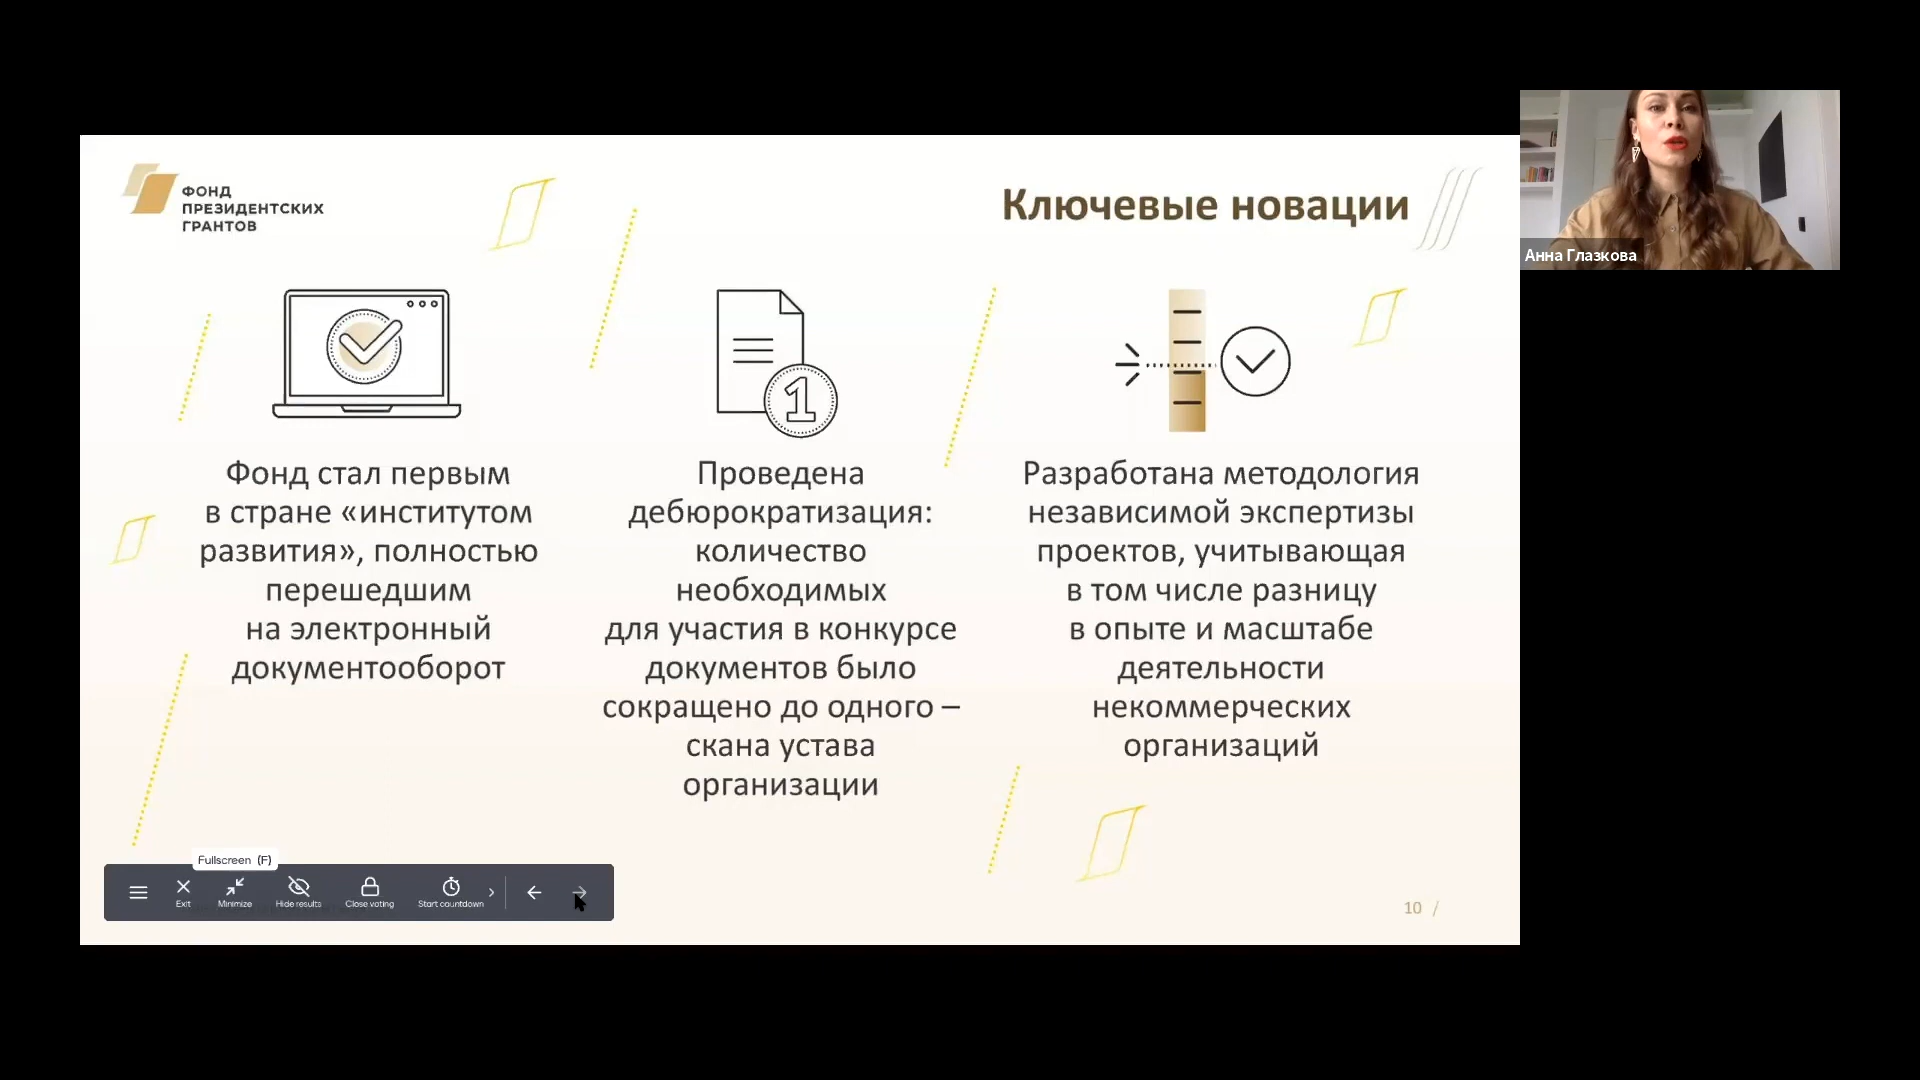 ФОНД
ПРЕЗИДЕНТСКИХ
ГРАНТОВ
Ключевые новации
Анна Глазкова
1
Фонд стал первым
в стране «институтом
развития», полностью
перешедшим
на электронный
документооборот
Проведена
дебюрократизация:
количество
необходимых
для участия в конкурсе
документов было
сокращено до одного –
скана устава
организации
Разработана методология
независимой экспертизы
проектов, учитывающая
в том числе разницу
в опыте и масштабе
деятельности
некоммерческих
организаций
Fullscreen (F)
Exit
Minimize
Hide results
Close voting
Start countdown
10 /